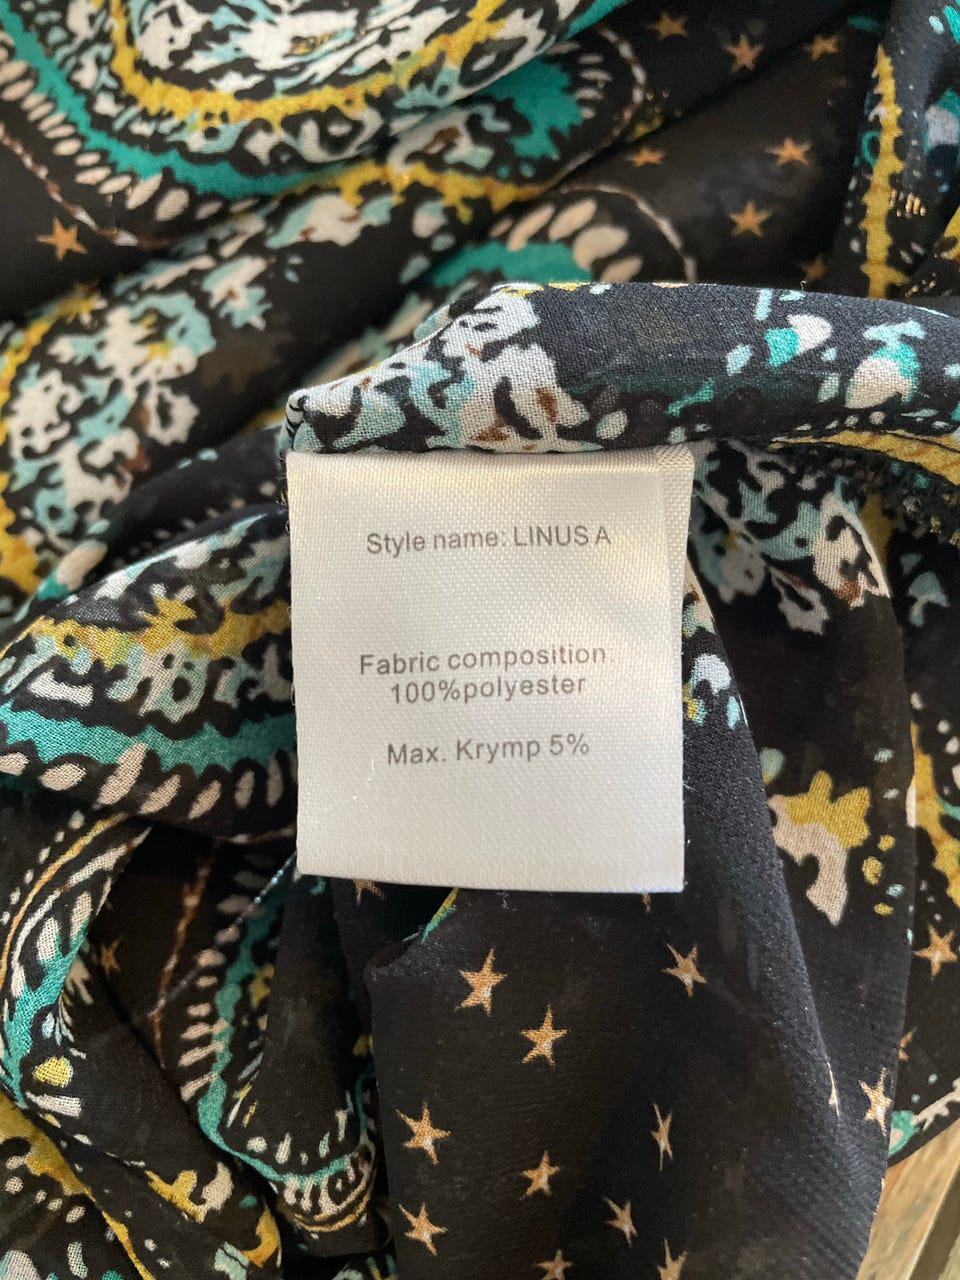 Style name: LINUS A
Fabric composition:
100%polyester
Max. Krymp 5%